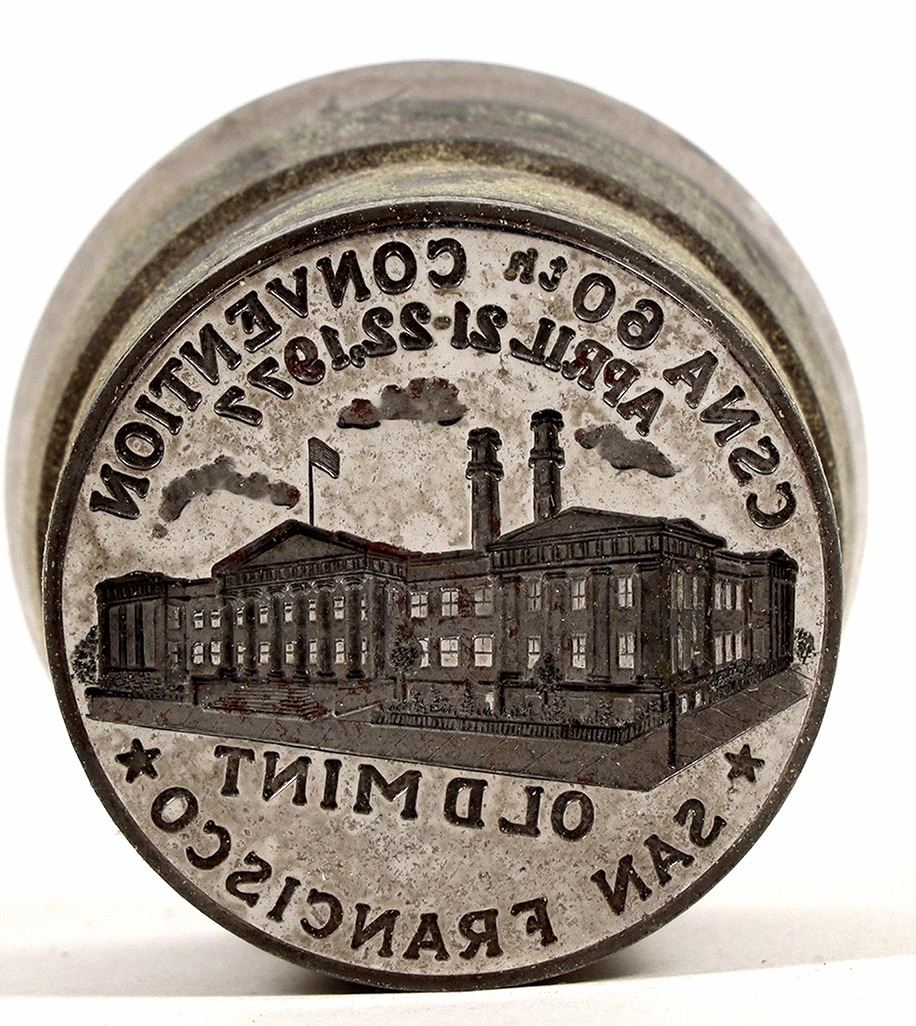 CSNA 60th CONVENTION
APRIL 21-22, 1977
OLD MINT
SAN FRANCISCO